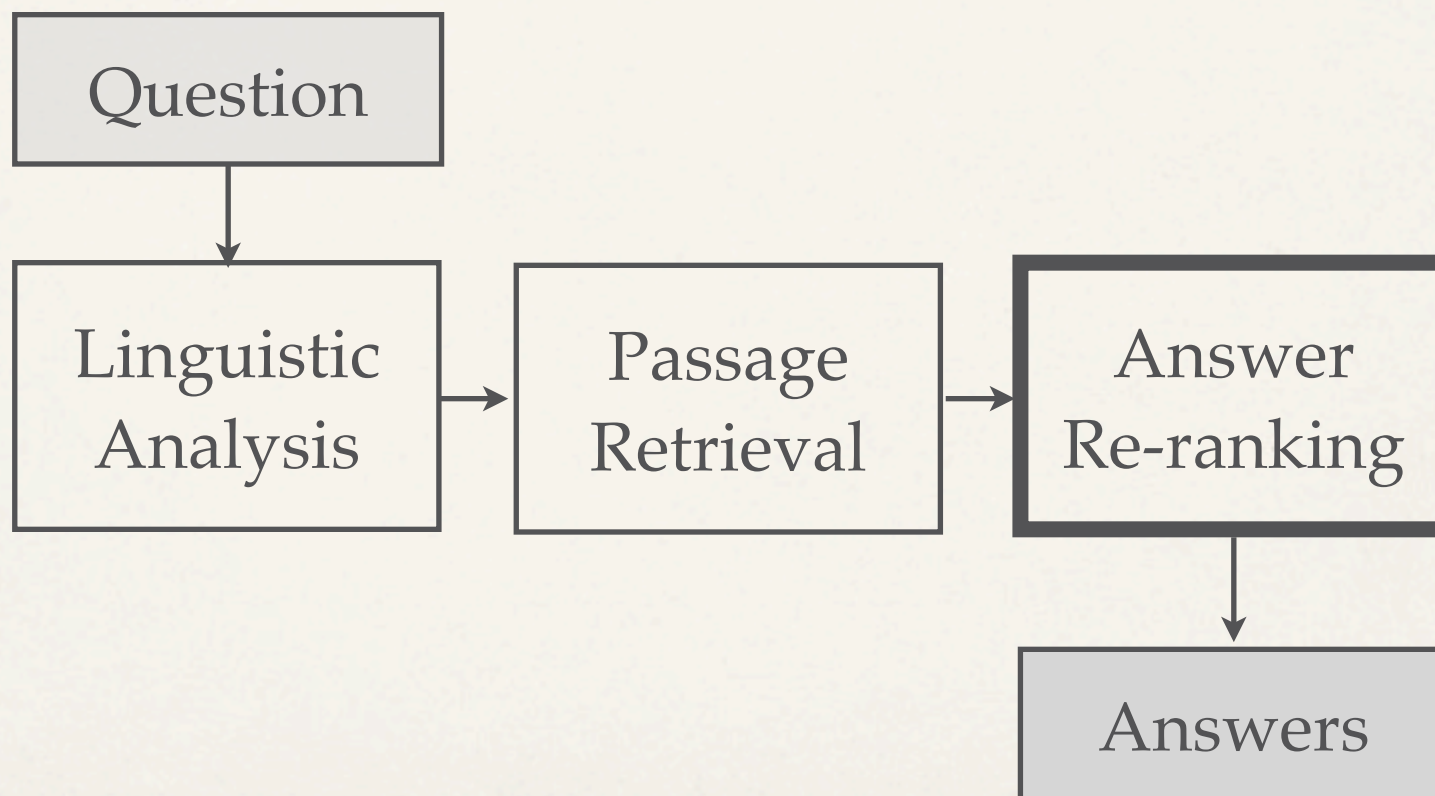 Question
Linguistic
Analysis
Passage
Retrieval
Answer
Re-ranking
Answers